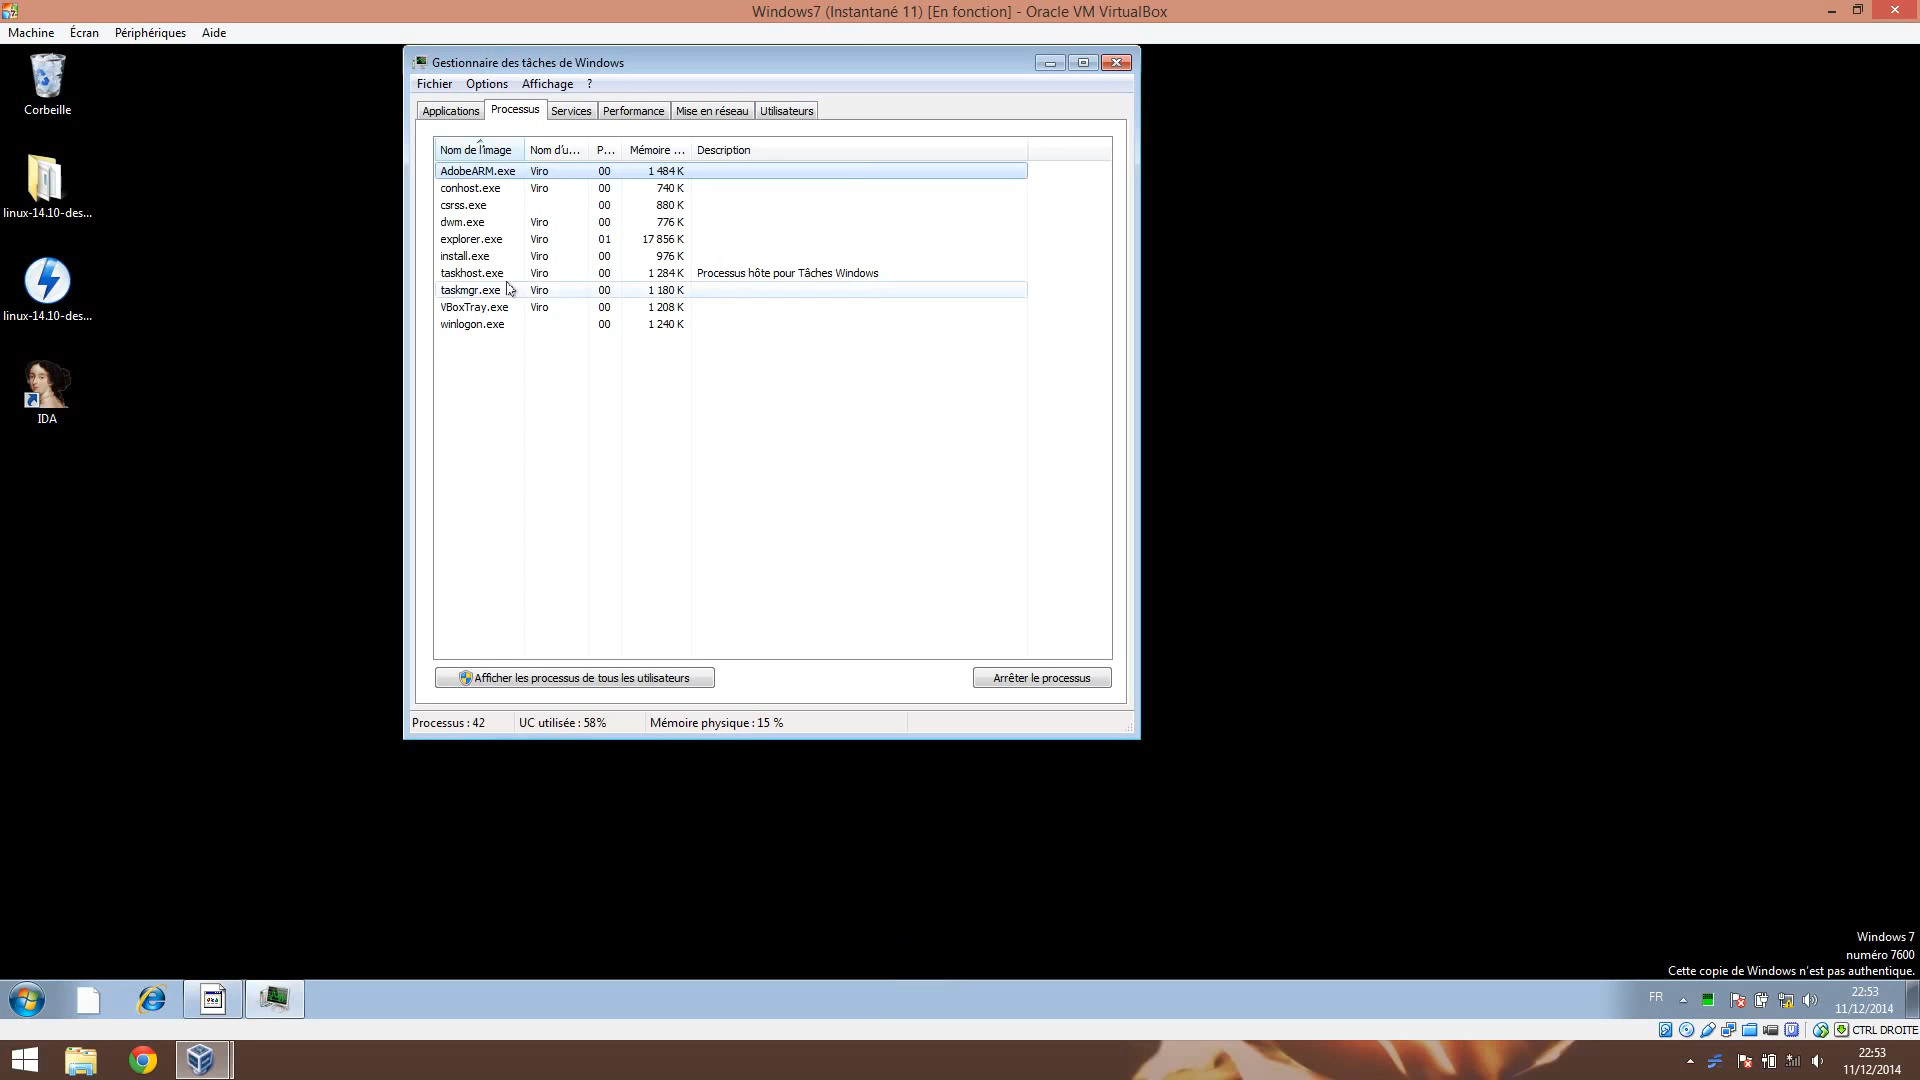 Windows7 (Instantané 11) [En fonction] - Oracle VM VirtualBox
Machine Écran Périphériques Aide
Corbeille
linux-14.10-des...
linux-14.10-des...
IDA
Gestionnaire des tâches de Windows
Fichier Options Affichage ?
Applications Processus Services Performance Mise en réseau Utilisateurs
Nom de l'image Nom d'u... P... Mémoire ... Description
AdobeARM.exe Viro 00 1 484 K
conhost.exe Viro 00 740 K
csrss.exe 00 880 K
dwm.exe Viro 00 776 K
explorer.exe Viro 01 17 856 K
install.exe Viro 00 976 K
taskhost.exe Viro 00 1 284 K Processus hôte pour Tâches Windows
taskmgr.exe Viro 00 1 180 K
VBoxTray.exe Viro 00 1 208 K
winlogon.exe 00 1 240 K
Afficher les processus de tous les utilisateurs Arrêter le processus
Processus : 42 UC utilisée : 58% Mémoire physique : 15 %
Windows 7
numéro 7600
Cette copie de Windows n'est pas authentique.
FR 22:53
11/12/2014
CTRL DROITE
22:53
11/12/2014